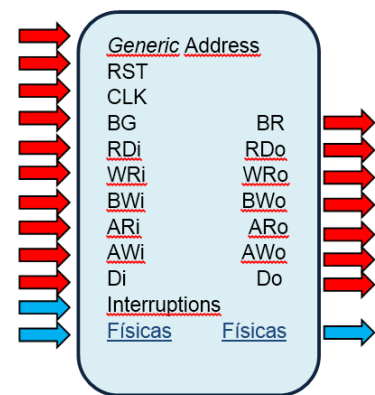 Generic Address
RST
CLK
BG BR
RDi RDo
WRi WRo
BWi BWo
ARi ARo
AWi AWo
Di Do
Interruptions
Físicas Físicas